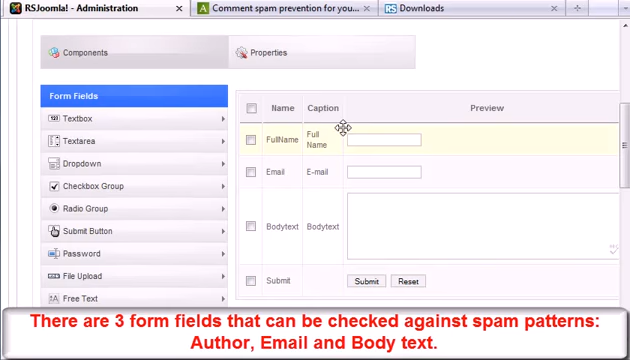 RSJoomla! - Administration
Comment spam prevention for you...
Downloads
Components
Properties
Form Fields
Name
Caption
Preview
Textbox
FullName
Full
Name
Textarea
Dropdown
Email
E-mail
Checkbox Group
Radio Group
Submit Button
Bodytext
Bodytext
Password
File Upload
Submit
Submit
Reset
Free Text
There are 3 form fields that can be checked against spam patterns:
Author, Email and Body text.